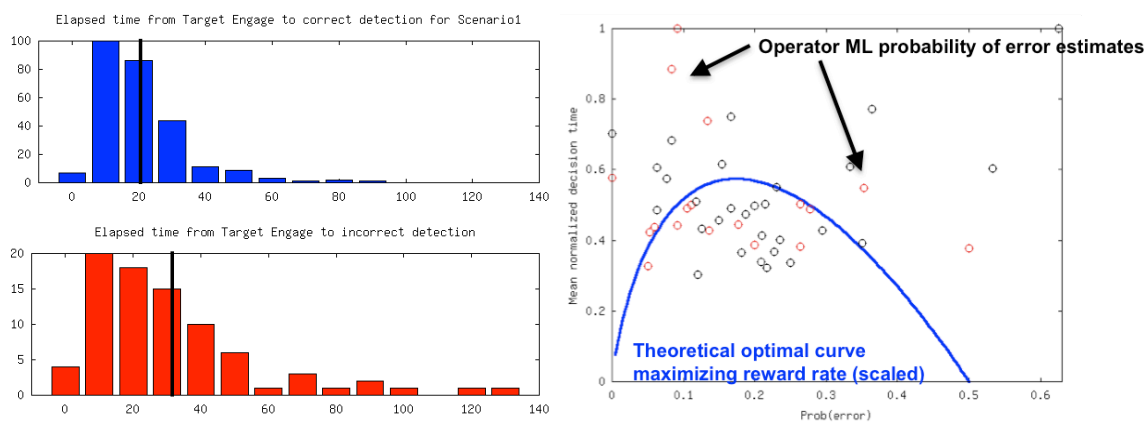 Elapsed time from Target Engage to correct detection for Scenario1
100
80
60
40
20
0
0 20 40 60 80 100 120 140
Elapsed time from Target Engage to incorrect detection
20
15
10
5
0
0 20 40 60 80 100 120 140
Operator ML probability of error estimates
Mean normalized decision time
1
0.8
0.6
0.4
0.2
0
Theoretical optimal curve
maximizing reward rate (scaled)
0 0.1 0.2 0.3 0.4 0.5 0.6
Prob(error)